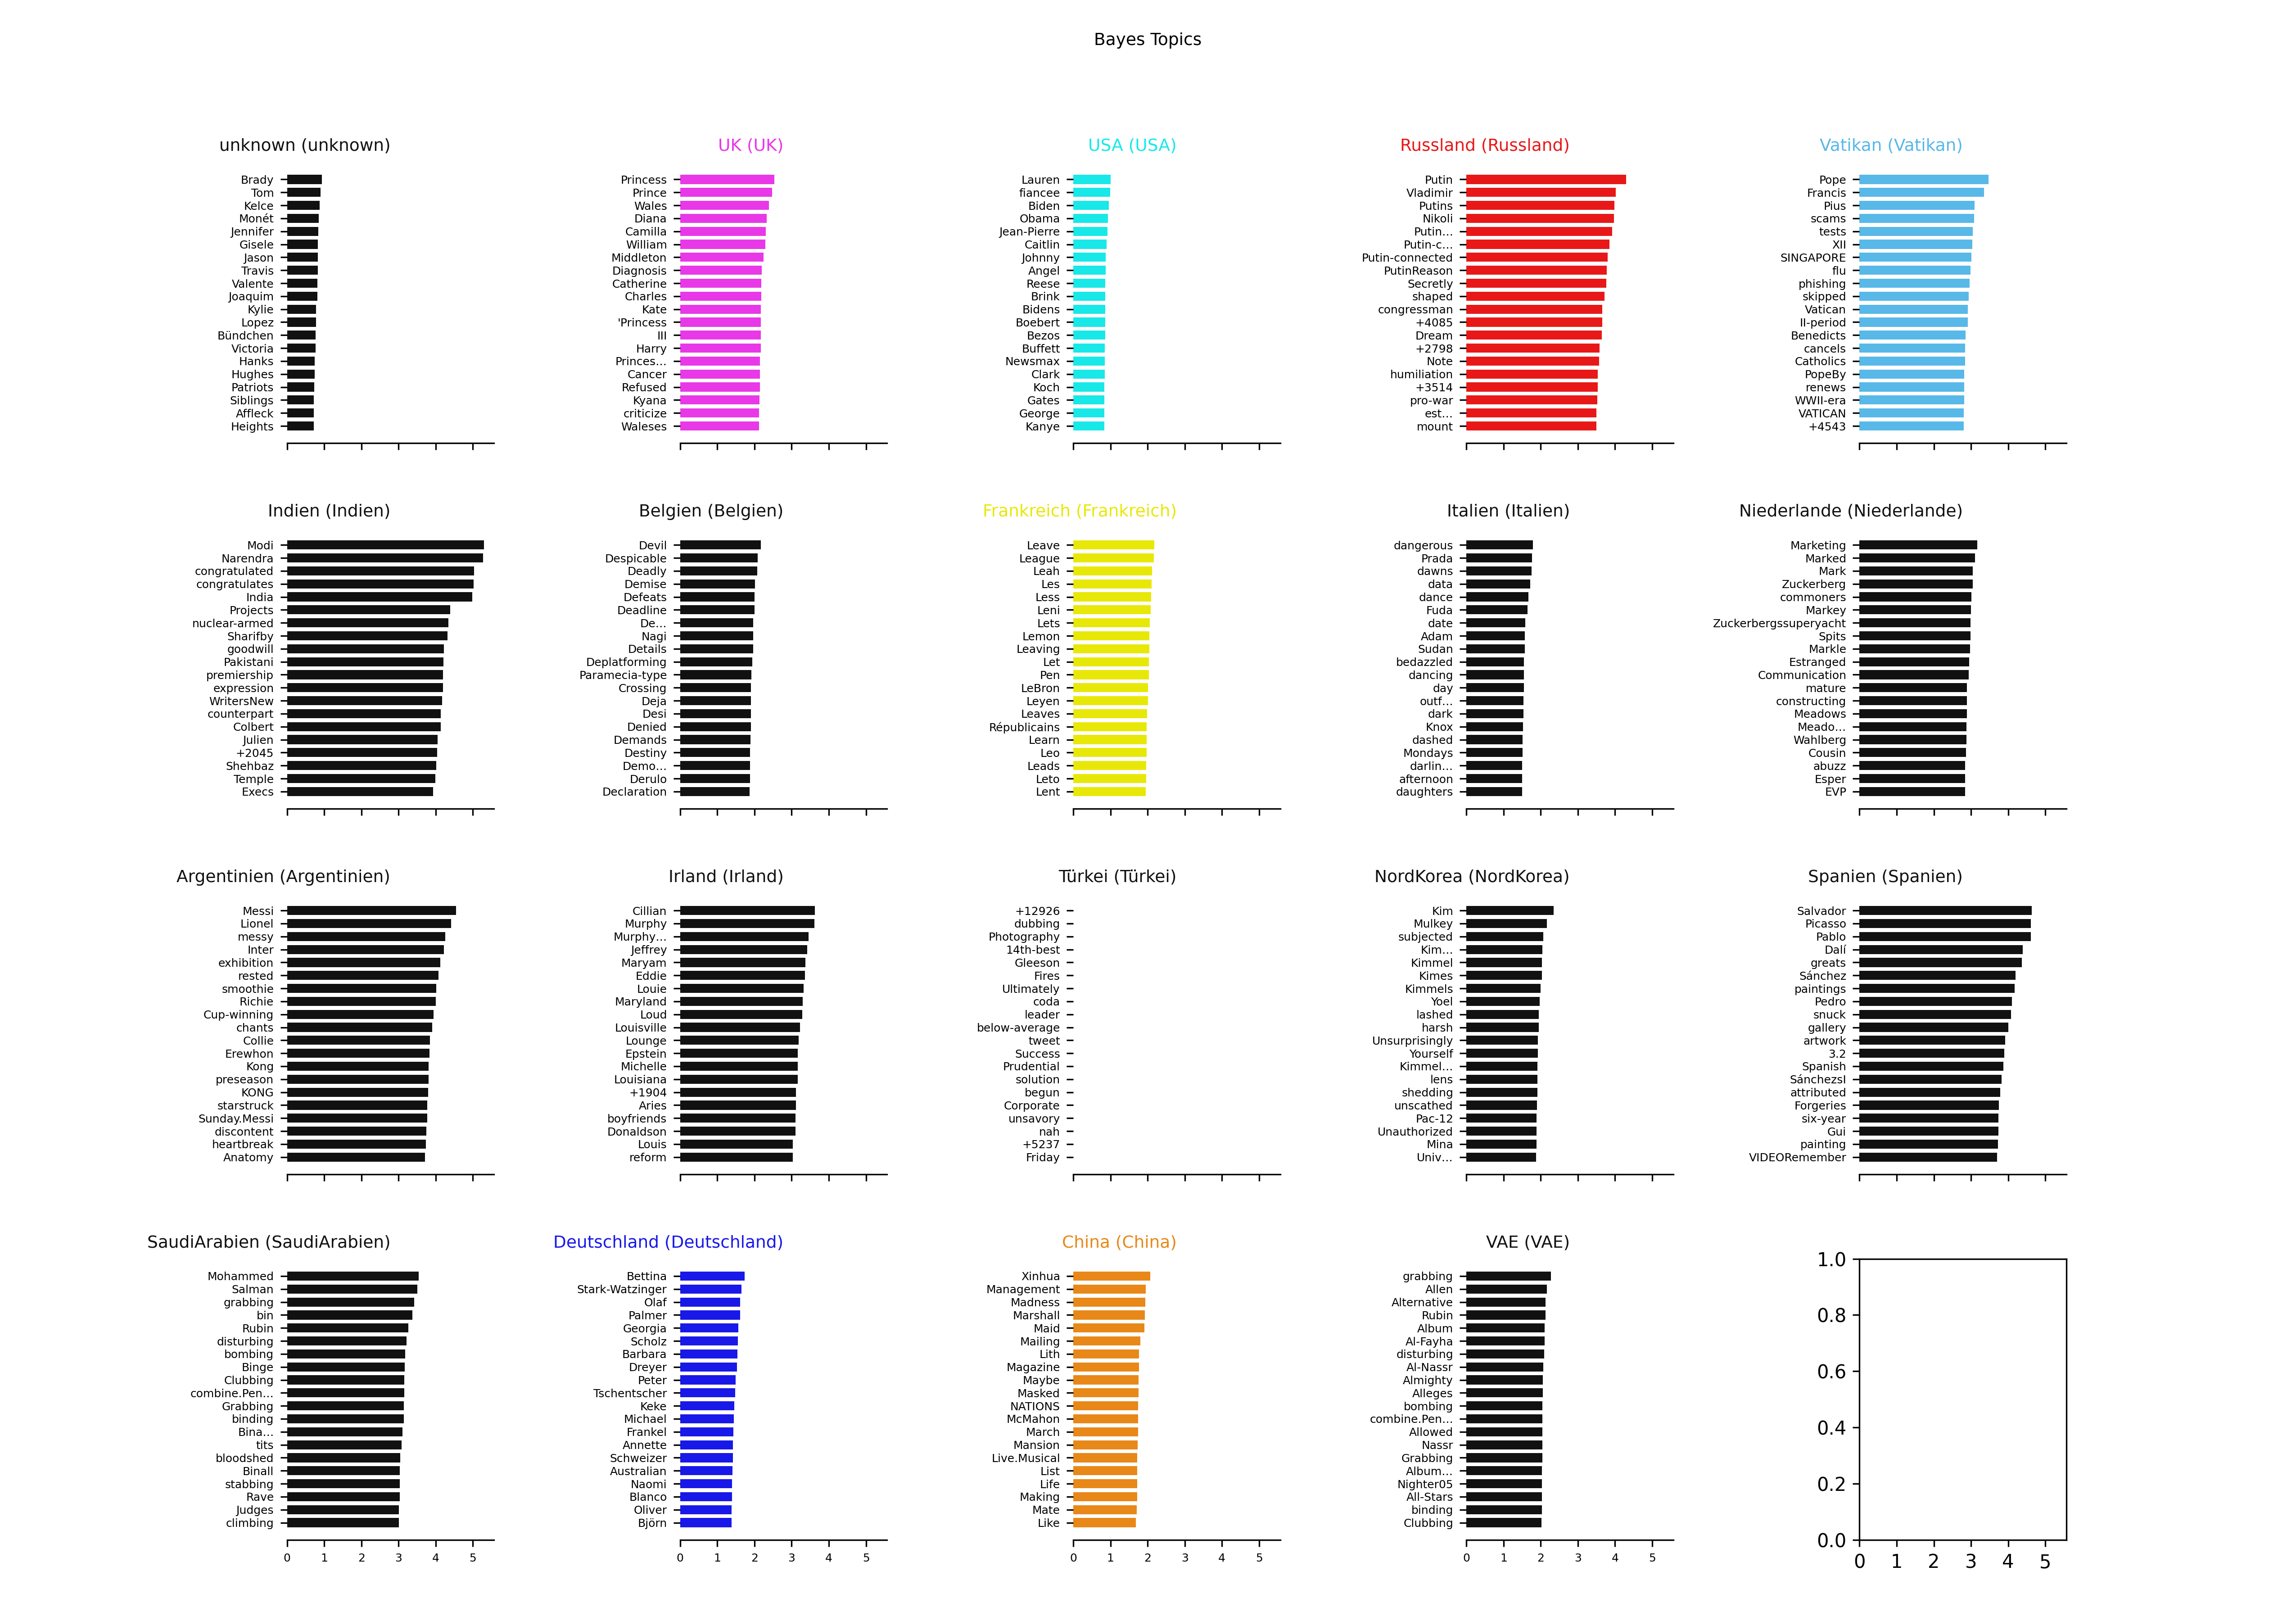 Bayes Topics
unknown (unknown)
Brady
Tom
Kelce
Monét
Jennifer
Gisele
Jason
Travis
Valente
Joaquim
Kylie
Lopez
Bündchen
Victoria
Hanks
Hughes
Patriots
Siblings
Affleck
Heights
UK (UK)
Princess
Prince
Wales
Diana
Camilla
William
Middleton
Diagnosis
Catherine
Charles
Kate
'Princess
III
Harry
Princes...
Cancer
Refused
Kyana
criticize
Waleses
USA (USA)
Lauren
fiancee
Biden
Obama
Jean-Pierre
Caitlin
Johnny
Angel
Reese
Brink
Bidens
Boebert
Bezos
Buffett
Newsmax
Clark
Koch
Gates
George
Kanye
Russland (Russland)
Putin
Vladimir
Putins
Nikoli
Putin...
Putin-c...
Putin-connected
PutinReason
Secretly
shaped
congressman
+4085
Dream
+2798
Note
humiliation
+3514
pro-war
est...
mount
Vatikan (Vatikan)
Pope
Francis
Pius
scams
tests
XII
SINGAPORE
flu
phishing
skipped
Vatican
II-period
Benedicts
cancels
Catholics
PopeBy
renews
WWII-era
VATICAN
+4543
Indien (Indien)
Modi
Narendra
congratulated
congratulates
India
Projects
nuclear-armed
Sharifby
goodwill
Pakistani
premiership
expression
WritersNew
counterpart
Colbert
Julien
+2045
Shehbaz
Temple
Execs
Belgien (Belgien)
Devil
Despicable
Deadly
Demise
Defeats
Deadline
De...
Nagi
Details
Deplatforming
Paramecia-type
Crossing
Deja
Desi
Denied
Demands
Destiny
Demo...
Derulo
Declaration
Frankreich (Frankreich)
Leave
League
Leah
Les
Less
Leni
Lets
Lemon
Leaving
Let
Pen
LeBron
Leyen
Leaves
Républicains
Learn
Leo
Leads
Leto
Lent
Italien (Italien)
dangerous
Prada
dawns
data
dance
Fuda
date
Adam
Sudan
bedazzled
dancing
day
outf...
dark
Knox
dashed
Mondays
darlin...
afternoon
daughters
Niederlande (Niederlande)
Marketing
Marked
Mark
Zuckerberg
commoners
Markey
Zuckerbergssuperyacht
Spits
Markle
Estranged
Communication
mature
constructing
Meadows
Meado...
Wahlberg
Cousin
abuzz
Esper
EVP
Argentinien (Argentinien)
Messi
Lionel
messy
Inter
exhibition
rested
smoothie
Richie
Cup-winning
chants
Collie
Erewhon
Kong
preseason
KONG
starstruck
Sunday.Messi
discontent
heartbreak
Anatomy
Irland (Irland)
Cillian
Murphy
Murphy...
Jeffrey
Maryam
Eddie
Louie
Maryland
Loud
Louisville
Lounge
Epstein
Michelle
Louisiana
+1904
Aries
boyfriends
Donaldson
Louis
reform
Türkei (Türkei)
+12926
dubbing
Photography
14th-best
Gleeson
Fires
Ultimately
coda
leader
below-average
tweet
Success
Prudential
solution
begun
Corporate
unsavory
nah
+5237
Friday
NordKorea (NordKorea)
Kim
Mulkey
subjected
Kim...
Kimmel
Kimes
Kimmels
Yoel
lashed
harsh
Unsurprisingly
Yourself
Kimmel...
lens
shedding
unscathed
Pac-12
Unauthorized
Mina
Univ...
Spanien (Spanien)
Salvador
Picasso
Pablo
Dalí
greats
Sánchez
paintings
Pedro
snuck
gallery
artwork
3.2
Spanish
SánchezsI
attributed
Forgeries
six-year
Gui
painting
VIDEORemember
SaudiArabien (SaudiArabien)
Mohammed
Salman
grabbing
bin
Rubin
disturbing
bombing
Binge
Clubbing
combine.Pen...
Grabbing
binding
Bina...
tits
bloodshed
Binall
stabbing
Rave
Judges
climbing
0 1 2 3 4 5
Deutschland (Deutschland)
Bettina
Stark-Watzinger
Olaf
Palmer
Georgia
Scholz
Barbara
Dreyer
Peter
Tschentscher
Keke
Michael
Frankel
Annette
Schweizer
Australian
Naomi
Blanco
Oliver
Björn
0 1 2 3 4 5
China (China)
Xinhua
Management
Madness
Marshall
Maid
Mailing
Lith
Magazine
Maybe
Masked
NATIONS
McMahon
March
Mansion
Live.Musical
List
Life
Making
Mate
Like
0 1 2 3 4 5
VAE (VAE)
grabbing
Allen
Alternative
Rubin
Album
Al-Fayha
disturbing
Al-Nassr
Almighty
Alleges
bombing
combine.Pen...
Allowed
Nassr
Grabbing
Album...
Nighter05
All-Stars
binding
Clubbing
0 1 2 3 4 5
1.0
0.8
0.6
0.4
0.2
0.0
0 1 2 3 4 5